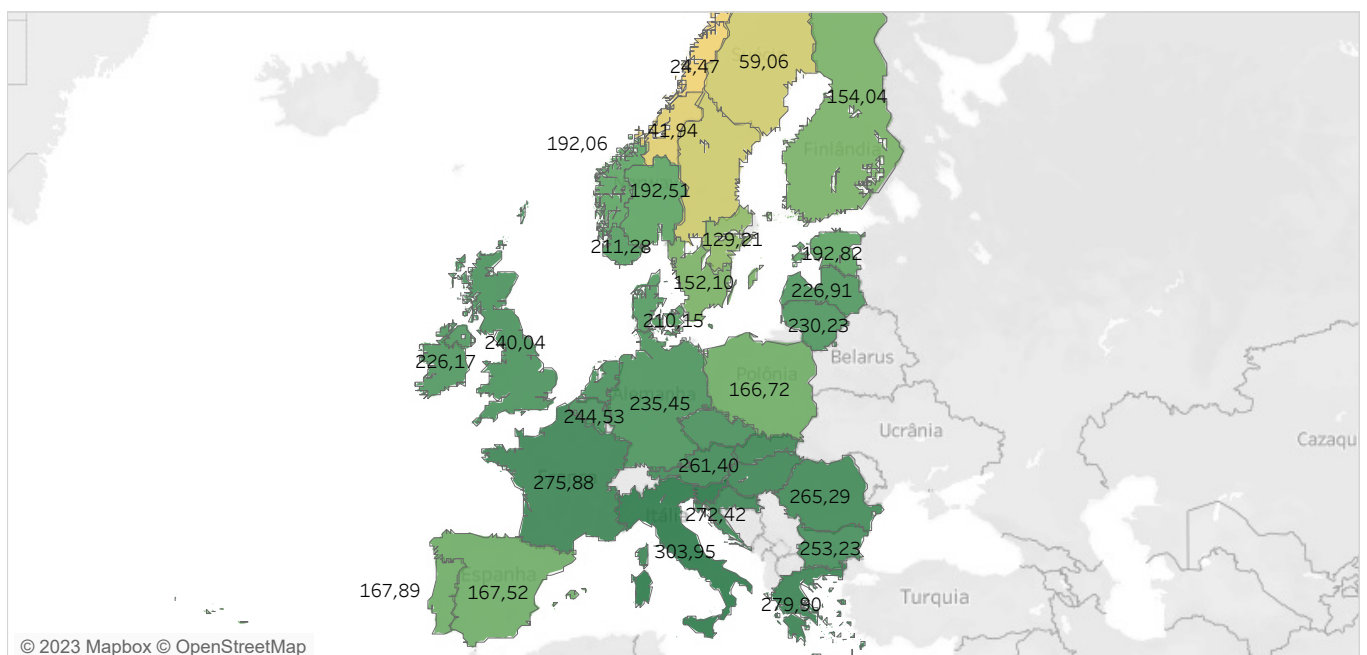 59,06
24,47
154,04
41,94
192,06
Finlândia
192,51
129,21
211,28
192,82
152,10
226,91
210,15
230,23
240,04
Belarus
226,17
Polônia
166,72
Alemanha
235,45
244,53
Ucrânia
Cazaqu
261,40
275,88
265,29
Itália
272,42
303,95
253,23
Espanha
167,89
167,52
279,90
Turquia
© 2023 Mapbox © OpenStreetMap